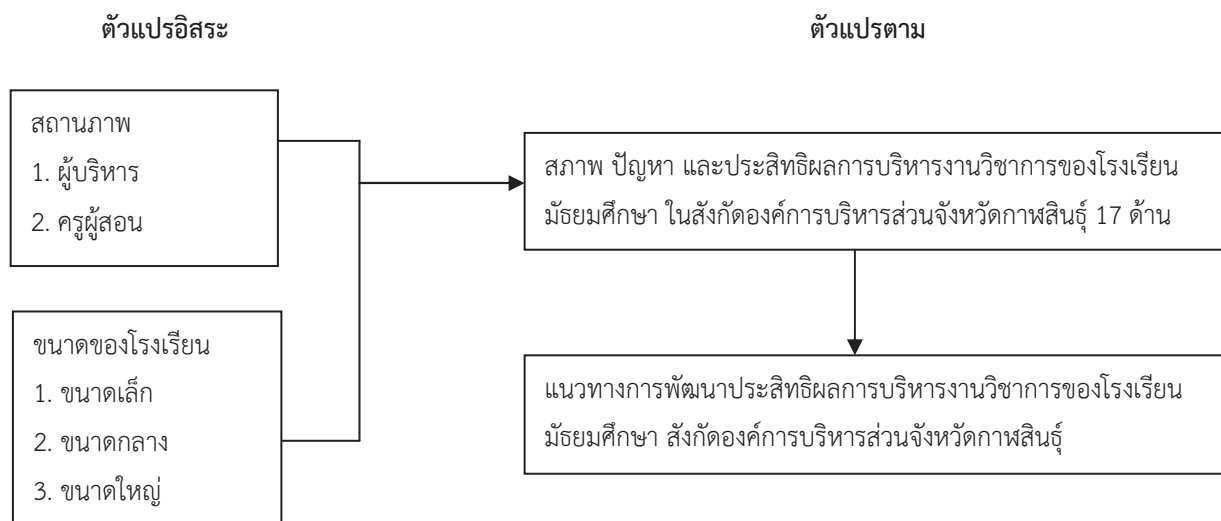 ตัวแปรอิสระ
ตัวแปรตาม
สถานภาพ
1. ผู้บริหาร
2. ครูผู้สอน
ขนาดของโรงเรียน
1. ขนาดเล็ก
2. ขนาดกลาง
3. ขนาดใหญ่
สภาพ ปัญหา และประสิทธิผลการบริหารงานวิชาการของโรงเรียน
มัธยมศึกษา ในสังกัดองค์การบริหารส่วนจังหวัดกาฬสินธุ์ 17 ด้าน
แนวทางการพัฒนาประสิทธิผลการบริหารงานวิชาการของโรงเรียน
มัธยมศึกษา สังกัดองค์การบริหารส่วนจังหวัดกาฬสินธุ์